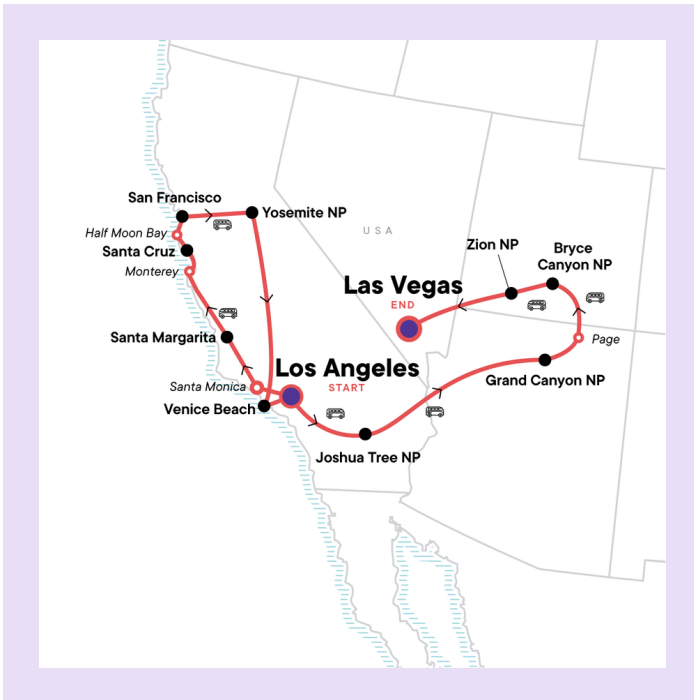 San Francisco
Yosemite NP
Half Moon Bay
Santa Cruz
Monterey
USA
Zion NP
Bryce
Canyon NP
Las Vegas
END
Santa Margarita
Page
Los Angeles
START
Grand Canyon NP
Santa Monica
Venice Beach
Joshua Tree NP